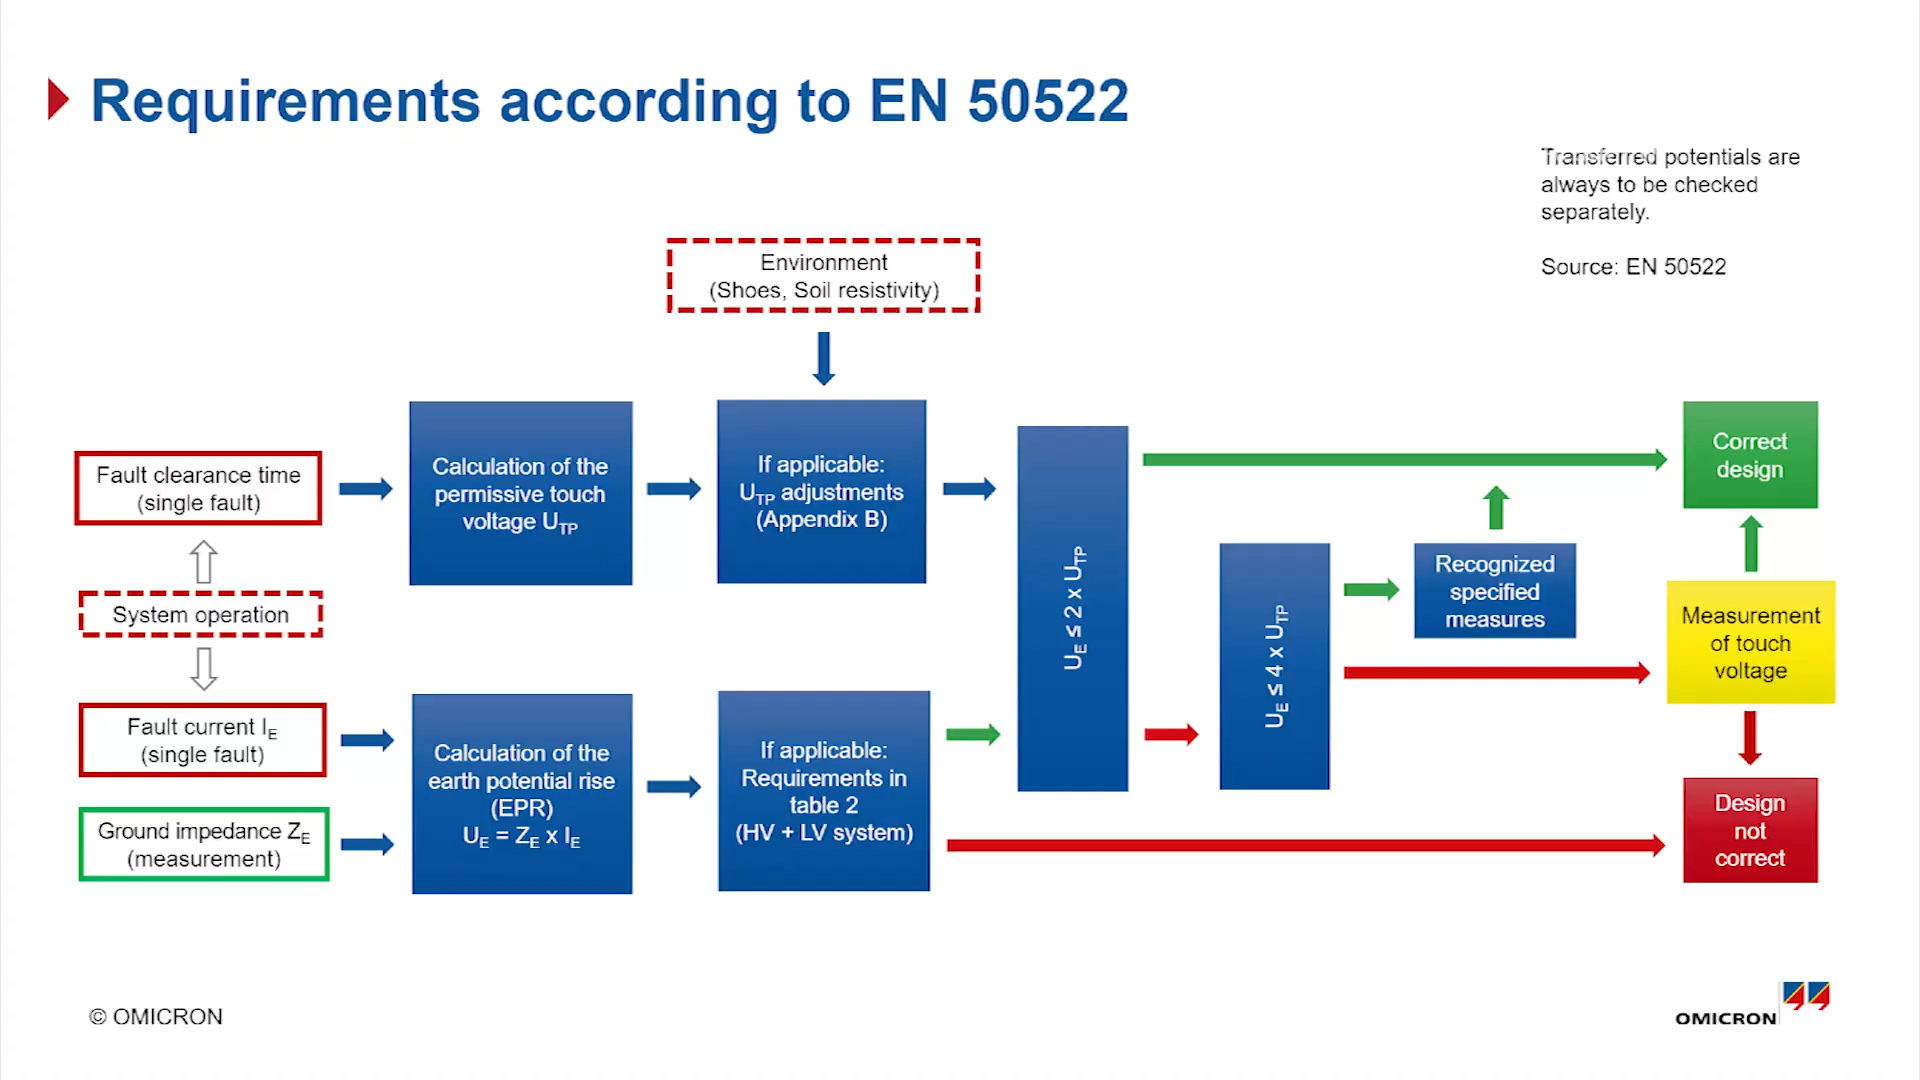 Requirements according to EN 50522
Transferred potentials are
always to be checked
separately.
Source: EN 50522
Environment
(Shoes, Soil resistivity)
Fault clearance time
(single fault)
System operation
Fault current IE
(single fault)
Ground impedance ZE
(measurement)
Calculation of the
permissive touch
voltage UTP
If applicable:
UTP adjustments
(Appendix B)
Calculation of the
earth potential rise
(EPR)
UE = ZE x IE
If applicable:
Requirements in
table 2
(HV + LV system)
UE ≤ 2 x UTP
UE ≤ 4 x UTP
Recognized
specified
measures
Correct
design
Measurement
of touch
voltage
Design
not
correct
© OMICRON
OMICRON